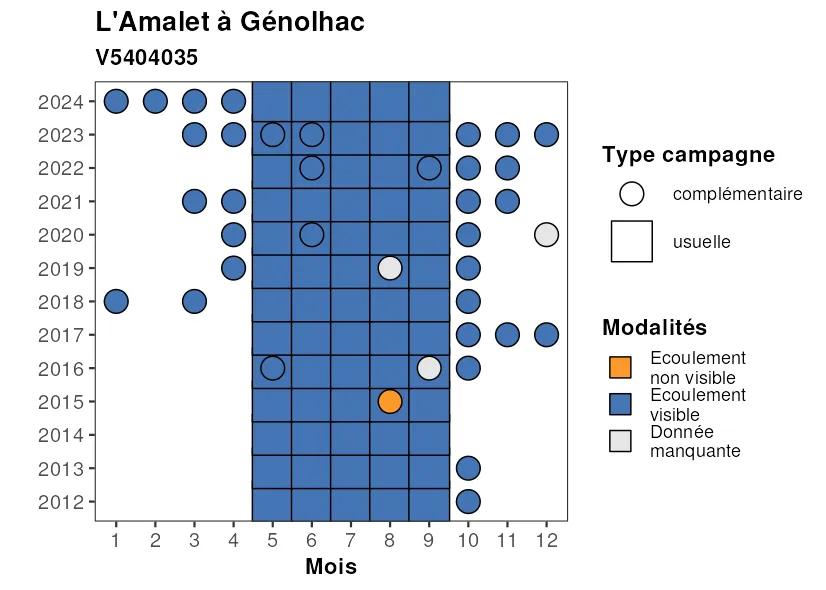 L'Amalet à Génolhac
V5404035
2024
2023
2022
2021
2020
2019
2018
2017
2016
2015
2014
2013
2012
1 2 3 4 5 6 7 8 9 10 11 12
Mois
Type campagne
complémentaire
usuelle
Modalités
Ecoulement
non visible
Ecoulement
visible
Donnée
manquante